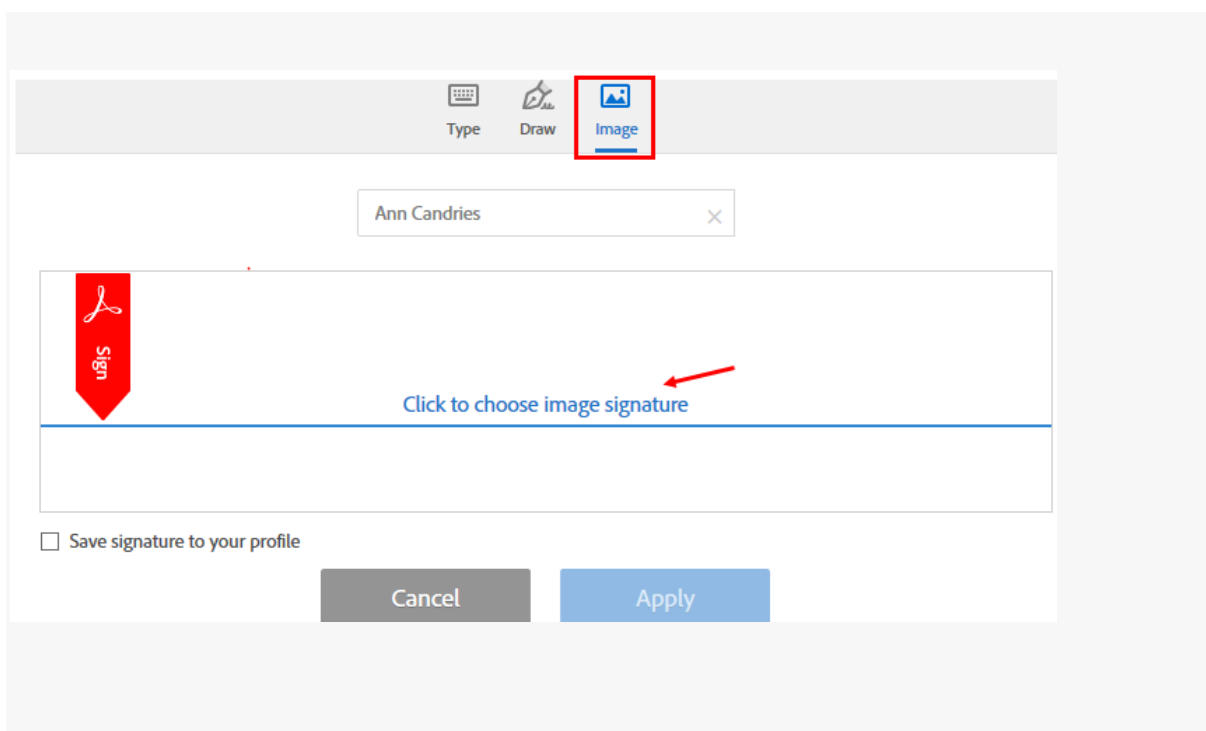 Type Draw Image
Ann Candries
Sign
Click to choose image signature
Save signature to your profile
Cancel Apply